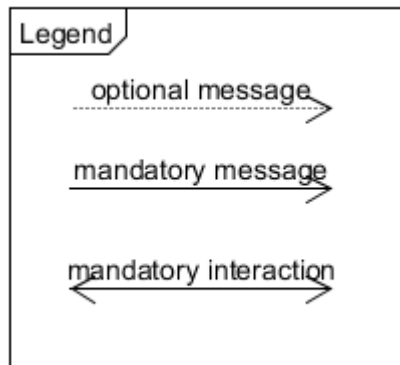 Legend
optional message
mandatory message
mandatory interaction